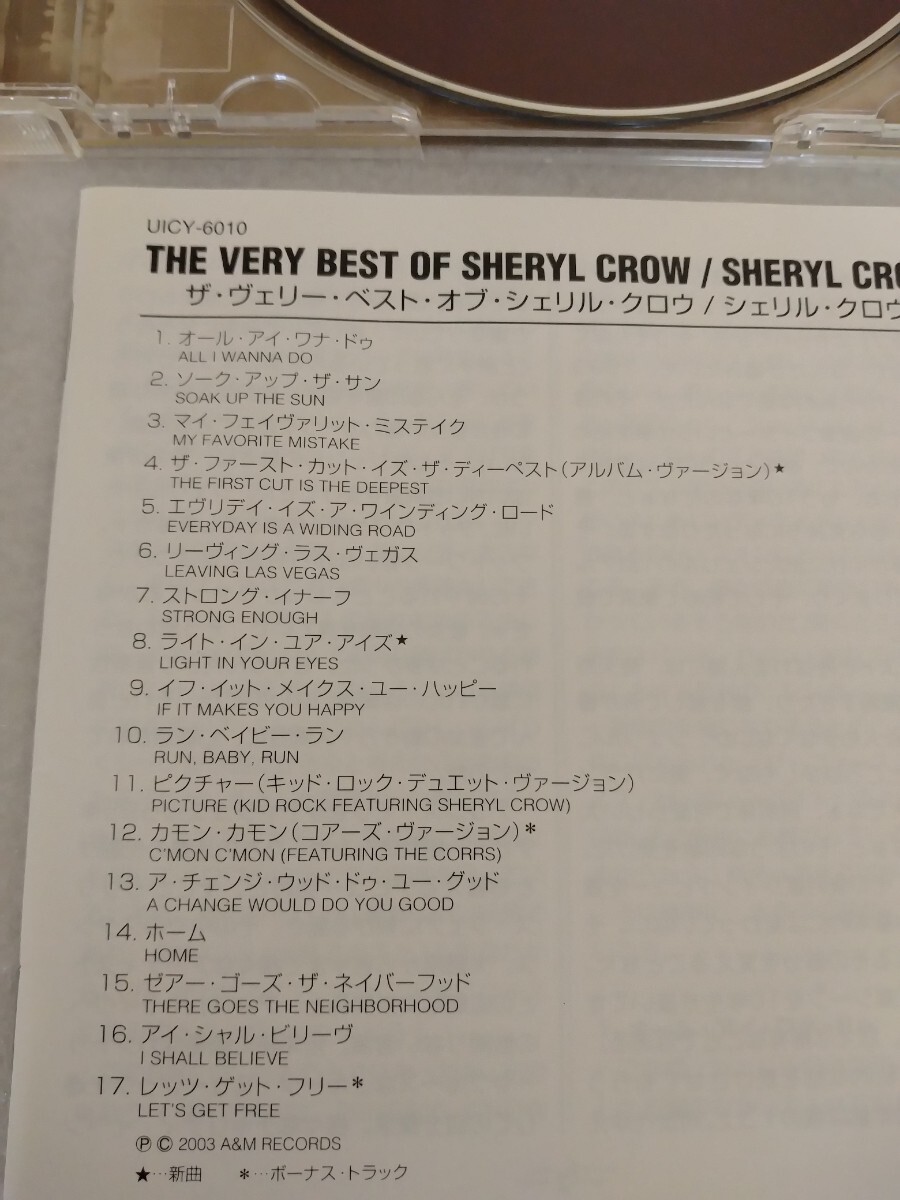 UICY-6010
THE VERY BEST OF SHERYL CROW / SHERYL CRO
ザ・ヴェリー・ベスト・オブ・シェリル・クロウ / シェリル・クロウ
1. オール・アイ・ワナ・ドゥ
ALL I WANNA DO
2. ソーク・アップ・ザ・サン
SOAK UP THE SUN
3. マイ・フェイヴァリット・ミステイク
MY FAVORITE MISTAKE
4. ザ・ファースト・カット・イズ・ザ・ディーペスト(アルバム・ヴァージョン)★
THE FIRST CUT IS THE DEEPEST
5. エヴリデイ・イズ・ア・ワインディング・ロード
EVERYDAY IS A WIDING ROAD
6. リーヴィング・ラス・ヴェガス
LEAVING LAS VEGAS
7. ストロング・イナーフ
STRONG ENOUGH
8. ライト・イン・ユア・アイズ★
LIGHT IN YOUR EYES
9. イフ・イット・メイクス・ユー・ハッピー
IF IT MAKES YOU HAPPY
10. ラン・ベイビー・ラン
RUN, BABY, RUN
11. ピクチャー(キッド・ロック・デュエット・ヴァージョン)
PICTURE (KID ROCK FEATURING SHERYL CROW)
12. カモン・カモン(コアーズ・ヴァージョン)*
C'MON C'MON (FEATURING THE CORRS)
13. ア・チェンジ・ウッド・ドゥ・ユー・グッド
A CHANGE WOULD DO YOU GOOD
14. ホーム
HOME
15. ゼアー・ゴーズ・ザ・ネイバーフッド
THERE GOES THE NEIGHBORHOOD
16. アイ・シャル・ビリーヴ
I SHALL BELIEVE
17. レッツ・ゲット・フリー*
LET'S GET FREE
℗ © 2003 A&M RECORDS
★…新曲 *…ボーナス・トラック